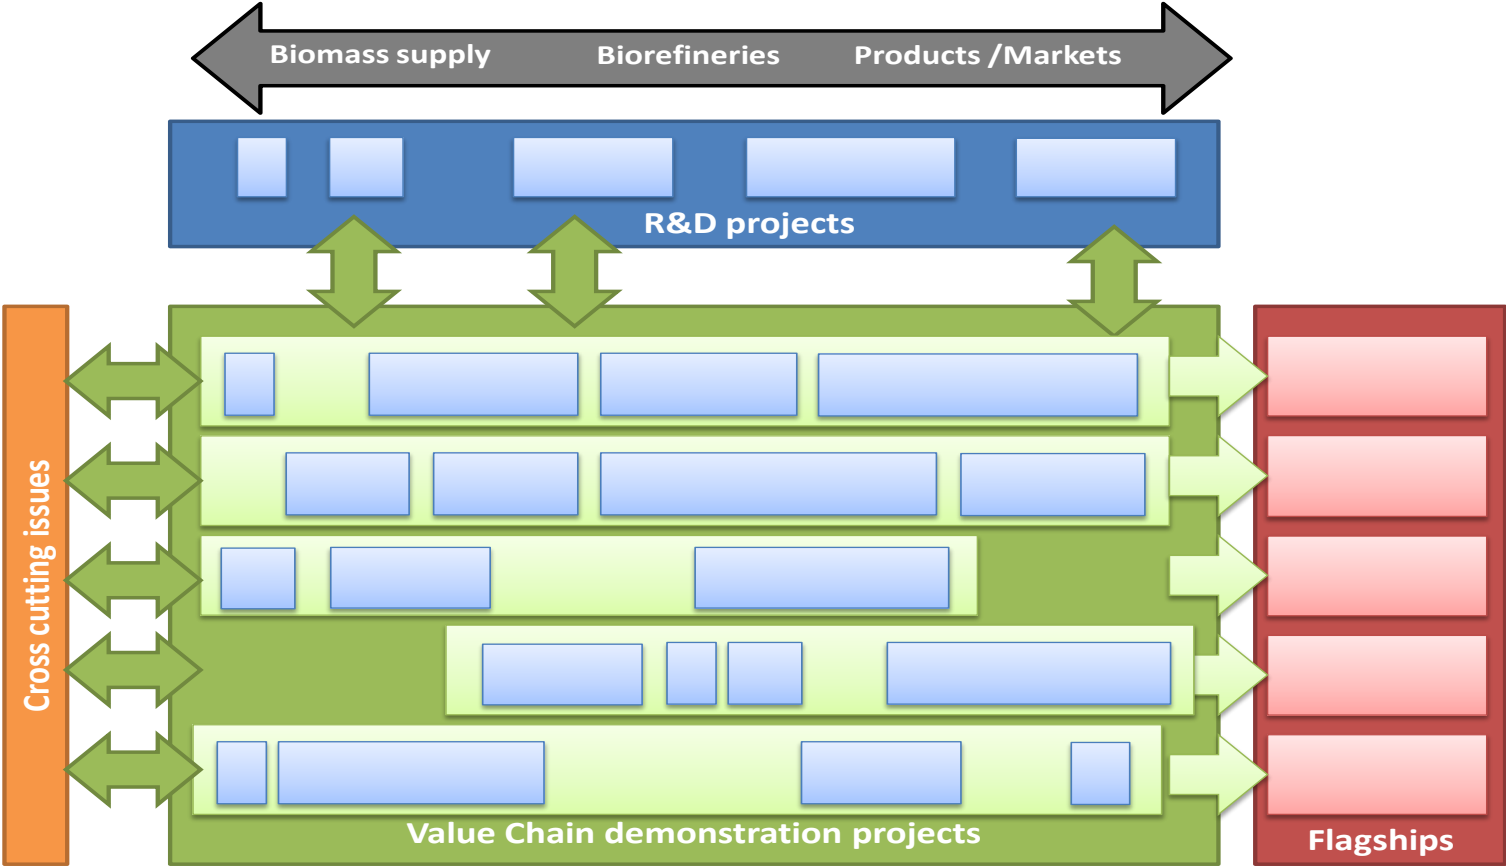 Biomass supply Biorefineries Products /Markets
R&D projects
Cross cutting issues
Value Chain demonstration projects
Flagships